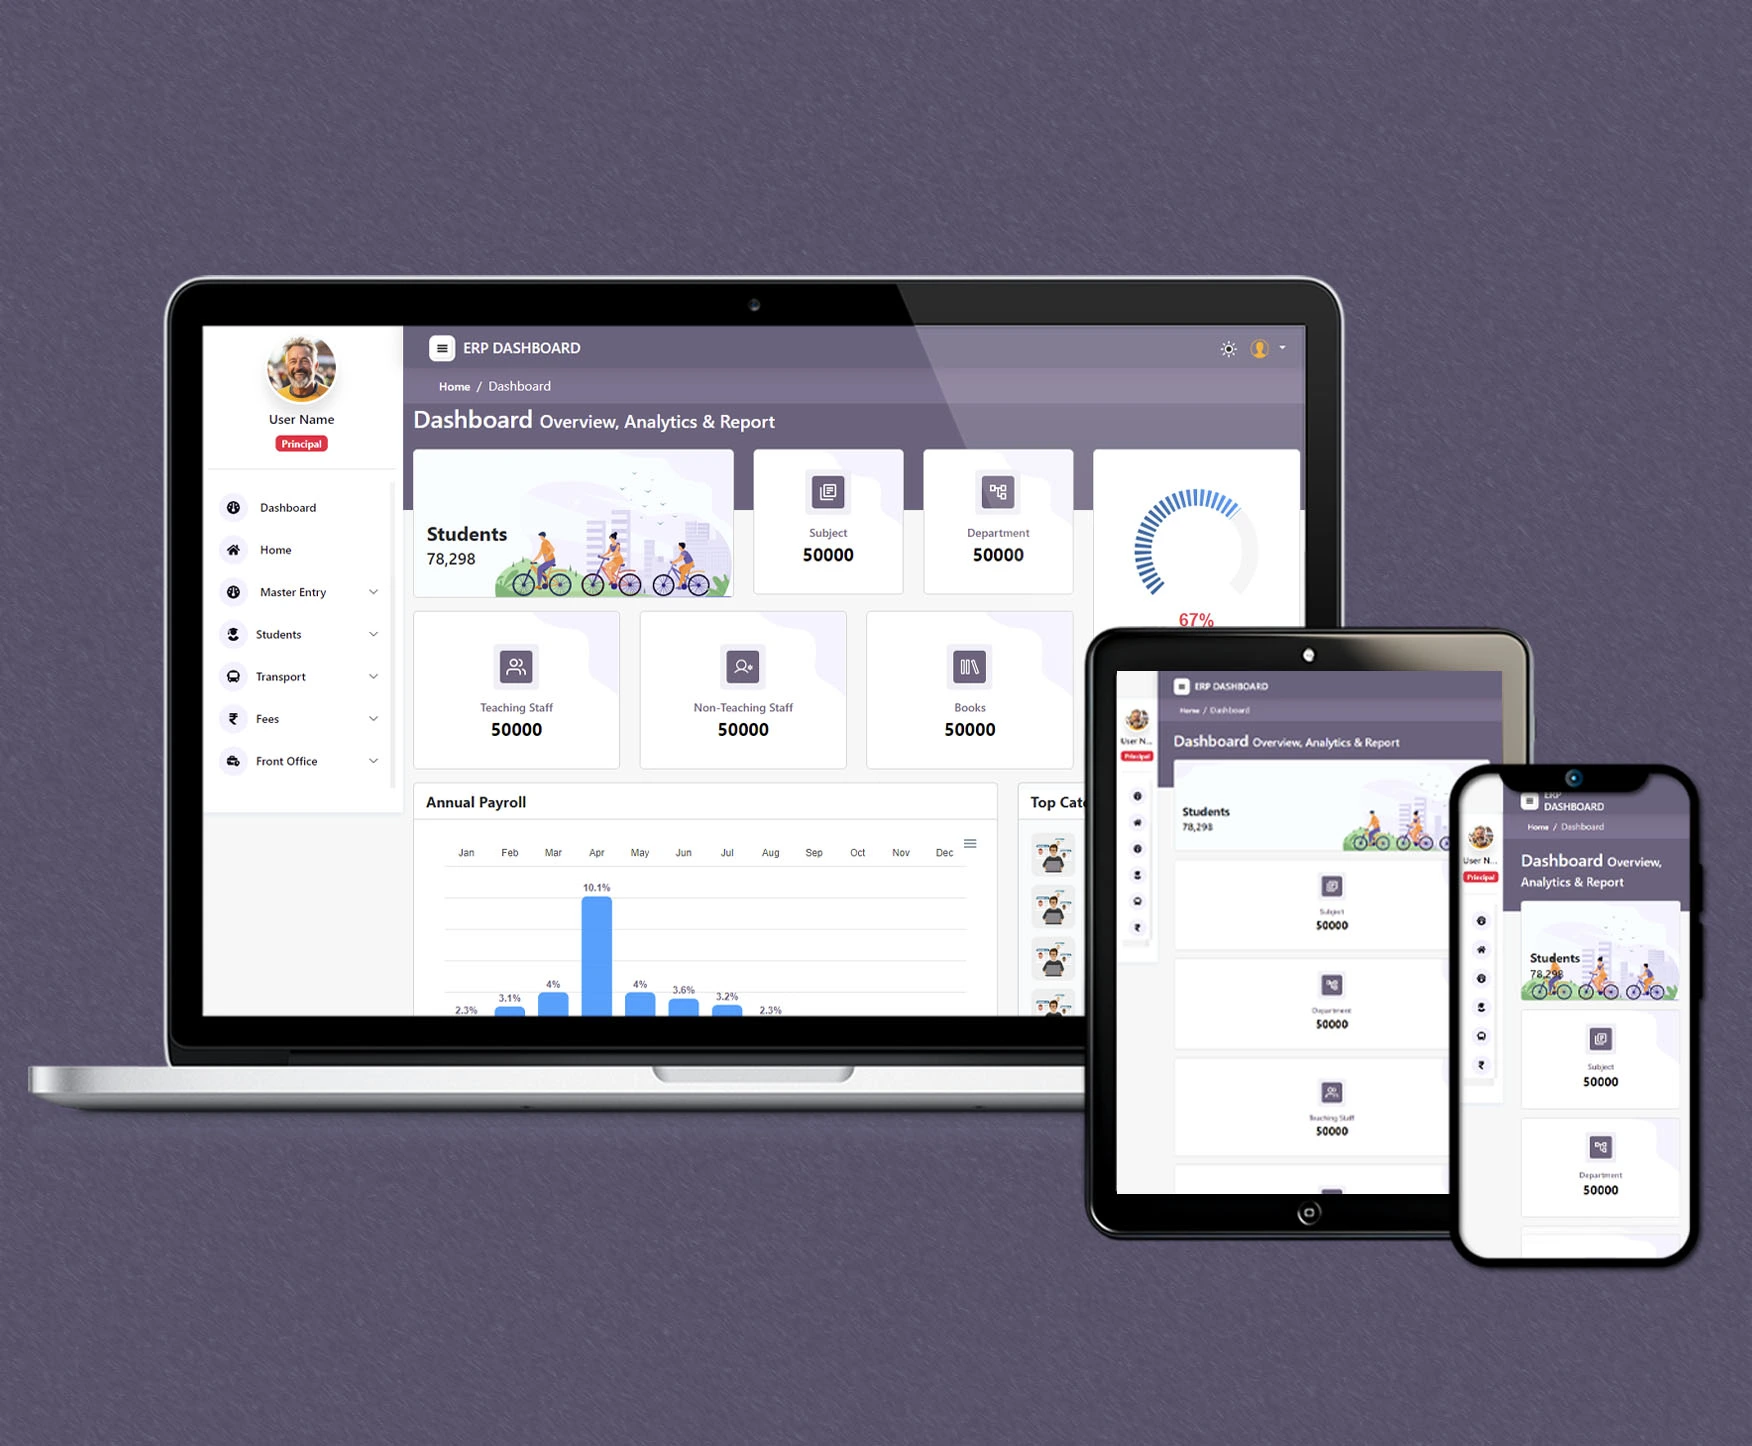 User Name
Principal
Dashboard
Home
Master Entry
Students
Transport
Fees
Front Office
ERP DASHBOARD
Home / Dashboard
Dashboard Overview, Analytics & Report
Students
78,298
Subject
50000
Department
50000
67%
Teaching Staff
50000
Non-Teaching Staff
50000
Books
50000
Annual Payroll
Jan Feb Mar Apr May Jun Jul Aug Sep Oct Nov Dec
2.3% 3.1% 4% 10.1% 4% 3.6% 3.2% 2.3%
Top Cate
User N...
Principal
ERP DASHBOARD
Home / Dashboard
Dashboard Overview, Analytics & Report
Students
78,298
Subject
50000
Department
50000
Teaching Staff
50000
User N...
Principal
ERP
DASHBOARD
Home / Dashboard
Dashboard Overview,
Analytics & Report
Students
78,298
Subject
50000
Department
50000